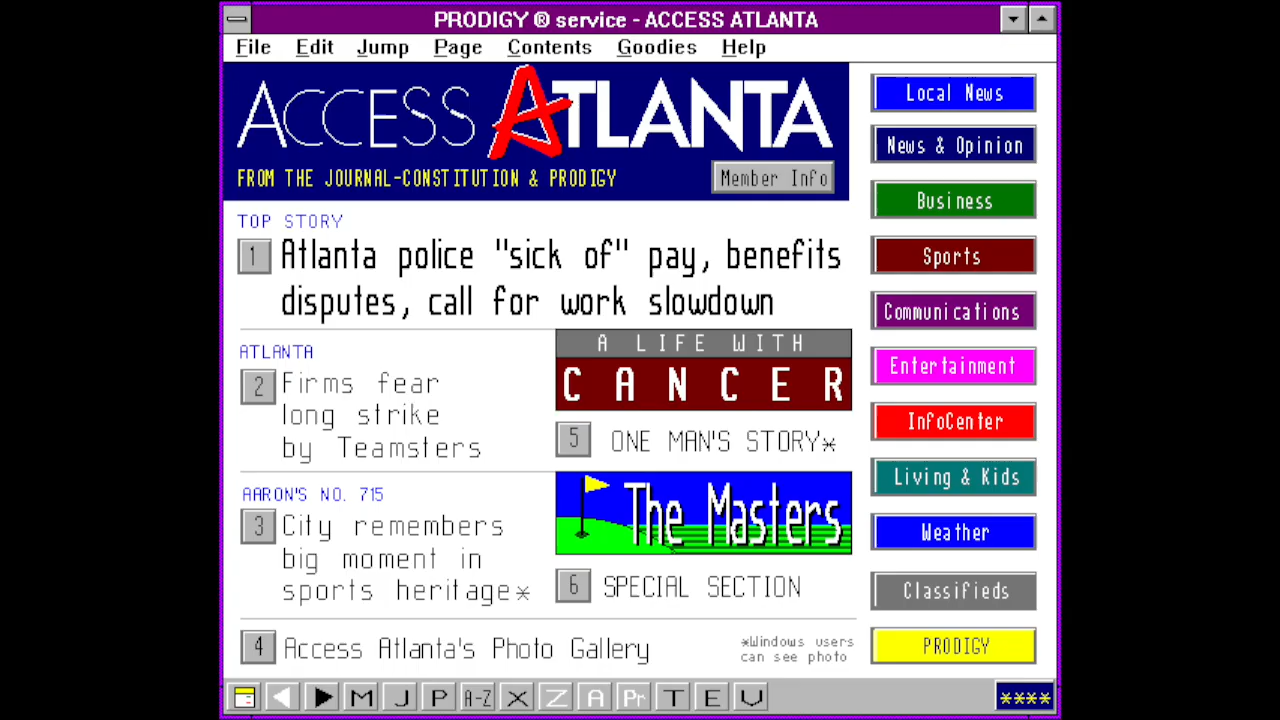 PRODIGY ® service - ACCESS ATLANTA
File Edit Jump Page Contents Goodies Help
ACCESS ATLANTA
FROM THE JOURNAL-CONSTITUTION & PRODIGY
Member Info
TOP STORY
1 Atlanta police "sick of" pay, benefits
disputes, call for work slowdown
ATLANTA
2 Firms fear
long strike
by Teamsters
AARON'S NO. 715
3 City remembers
big moment in
sports heritage*
4 Access Atlanta's Photo Gallery
A LIFE WITH
CANCER
5 ONE MAN'S STORY*
The Masters
6 SPECIAL SECTION
*Windows users
can see photo
Local News
News & Opinion
Business
Sports
Communications
Entertainment
InfoCenter
Living & Kids
Weather
Classifieds
PRODIGY
M J P A-Z X Z A Pr T E V
****